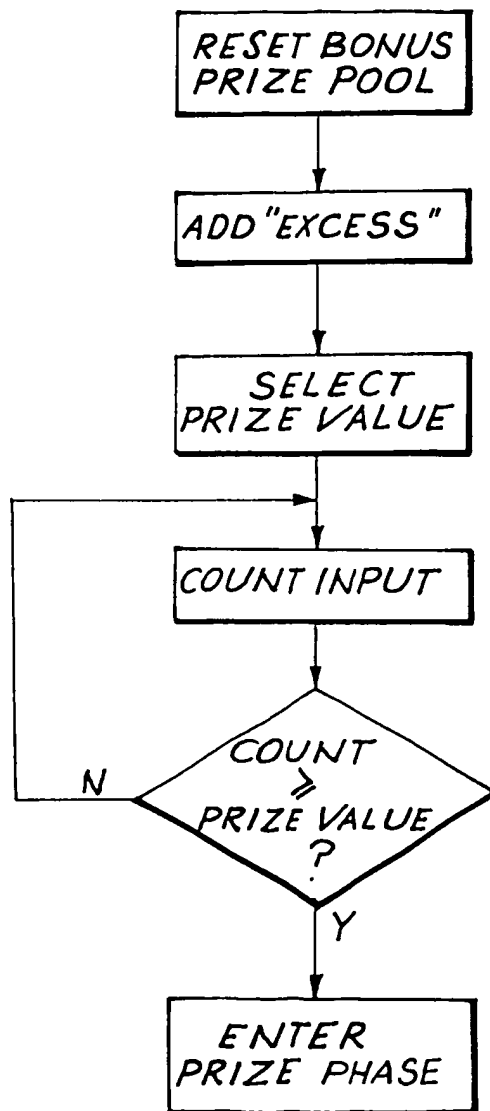 RESET BONUS
PRIZE POOL
ADD "EXCESS"
SELECT
PRIZE VALUE
COUNT INPUT
COUNT
⩾
PRIZE VALUE
?
N
Y
ENTER
PRIZE PHASE